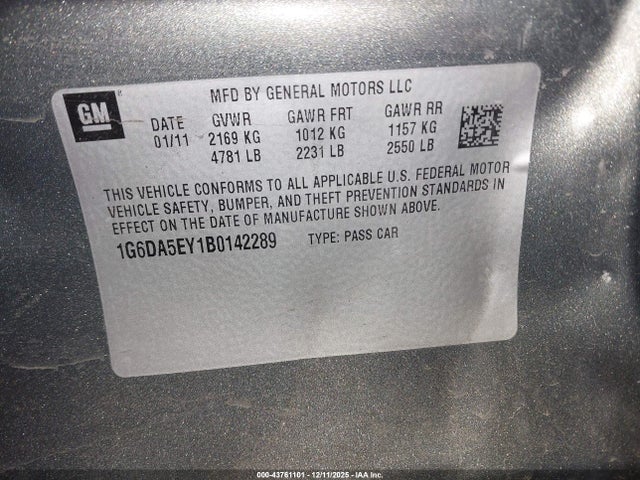 GM
MFD BY GENERAL MOTORS LLC
DATE GVWR GAWR FRT GAWR RR
01/11 2169 KG 1012 KG 1157 KG
4781 LB 2231 LB 2550 LB
THIS VEHICLE CONFORMS TO ALL APPLICABLE U.S. FEDERAL MOTOR
VEHICLE SAFETY, BUMPER, AND THEFT PREVENTION STANDARDS IN
EFFECT ON THE DATE OF MANUFACTURE SHOWN ABOVE.
1G6DA5EY1B0142289 TYPE: PASS CAR
000-43761101 - 12/11/2025 - IAA Inc.